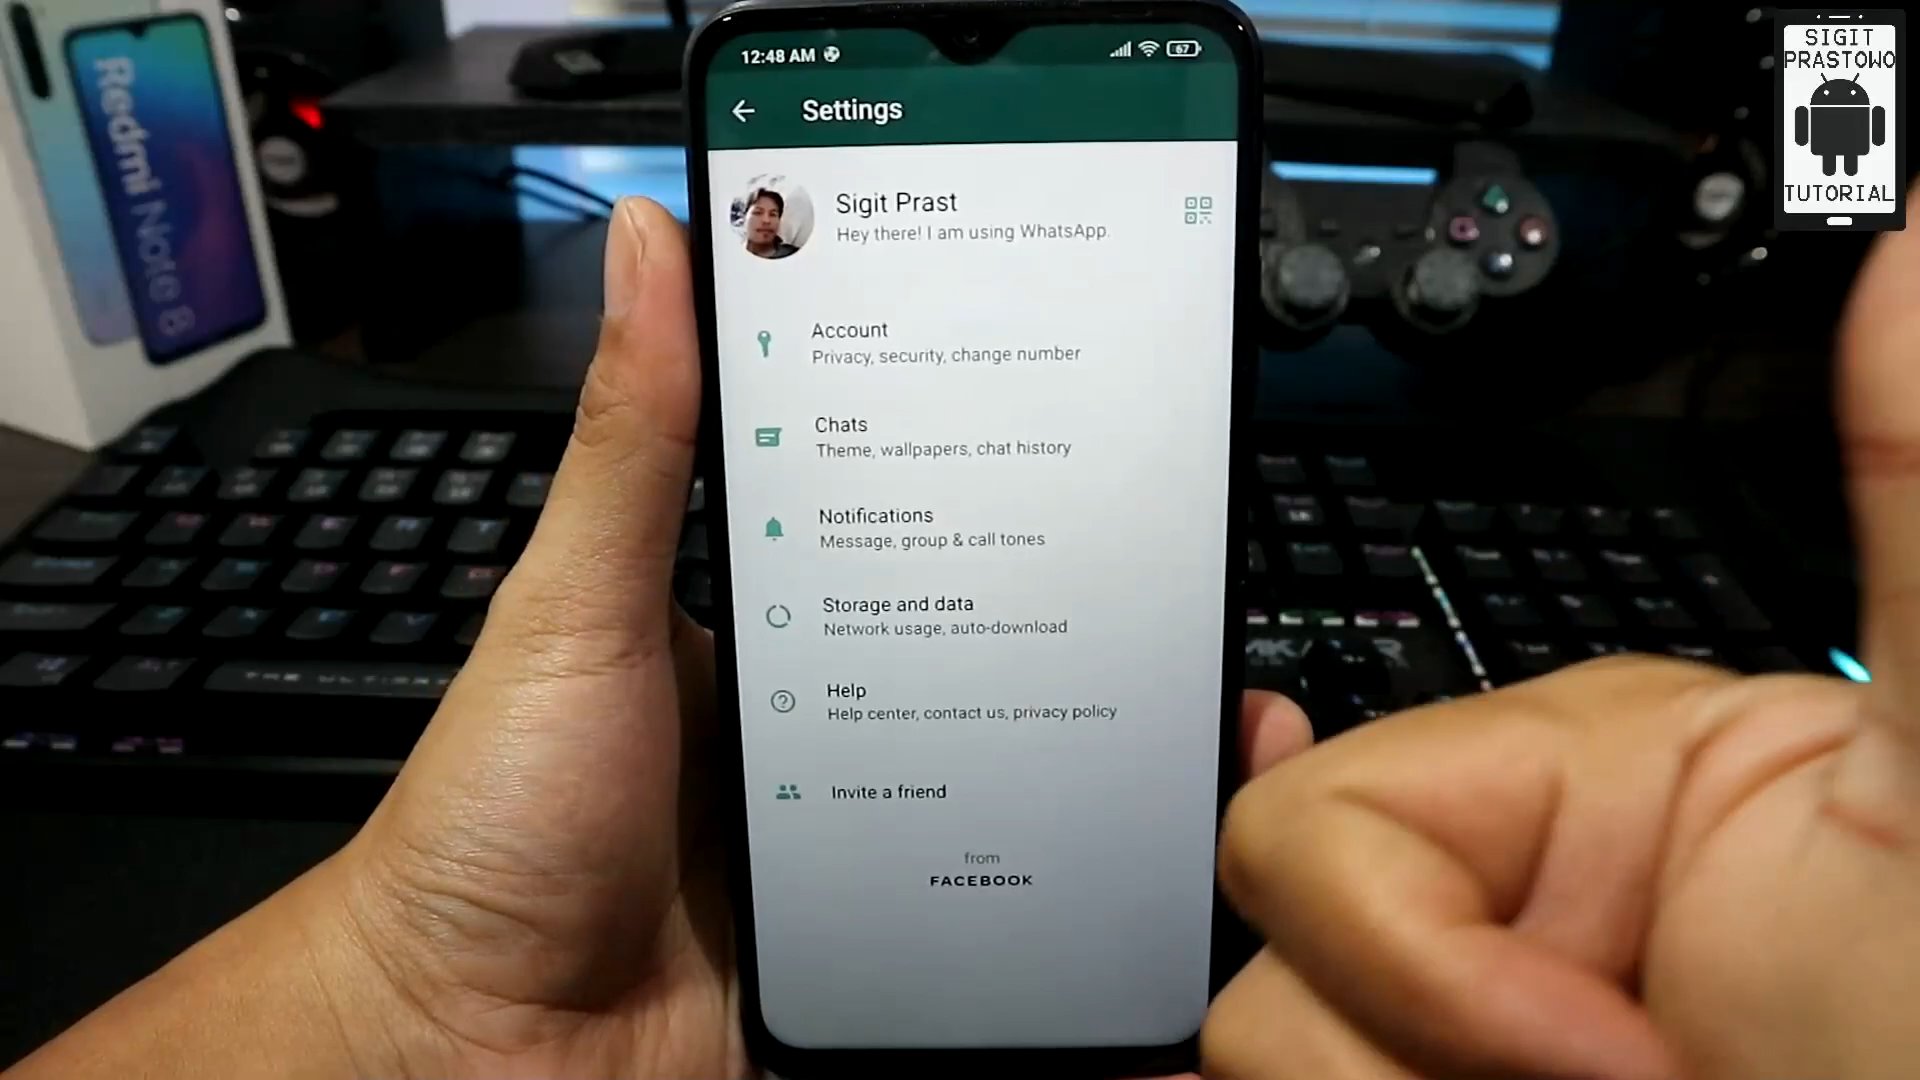 SIGIT
PRASTOWO
TUTORIAL
Redmi Note 8
12:48 AM
67
Settings
Sigit Prast
Hey there! I am using WhatsApp.
Account
Privacy, security, change number
Chats
Theme, wallpapers, chat history
Notifications
Message, group & call tones
Storage and data
Network usage, auto-download
Help
Help center, contact us, privacy policy
Invite a friend
from
FACEBOOK